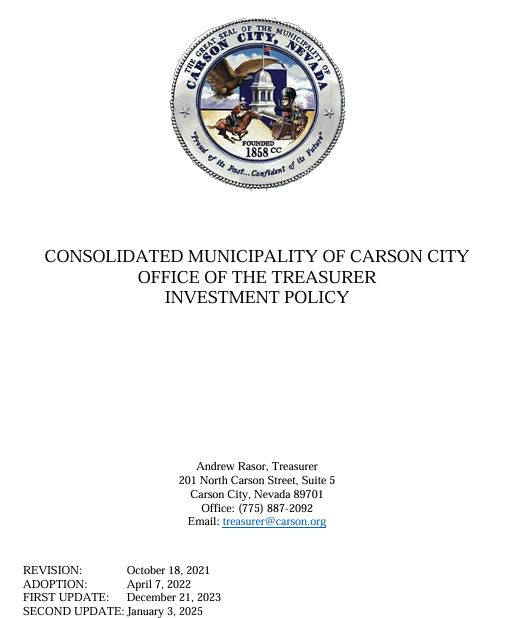 THE GREAT SEAL OF THE MUNICIPALITY OF
CARSON CITY, NEVADA
FOUNDED
1858 CC
"Proud of its Past...Confident of its Future"
CONSOLIDATED MUNICIPALITY OF CARSON CITY
OFFICE OF THE TREASURER
INVESTMENT POLICY
Andrew Rasor, Treasurer
201 North Carson Street, Suite 5
Carson City, Nevada 89701
Office: (775) 887-2092
Email: treasurer@carson.org
REVISION: October 18, 2021
ADOPTION: April 7, 2022
FIRST UPDATE: December 21, 2023
SECOND UPDATE: January 3, 2025